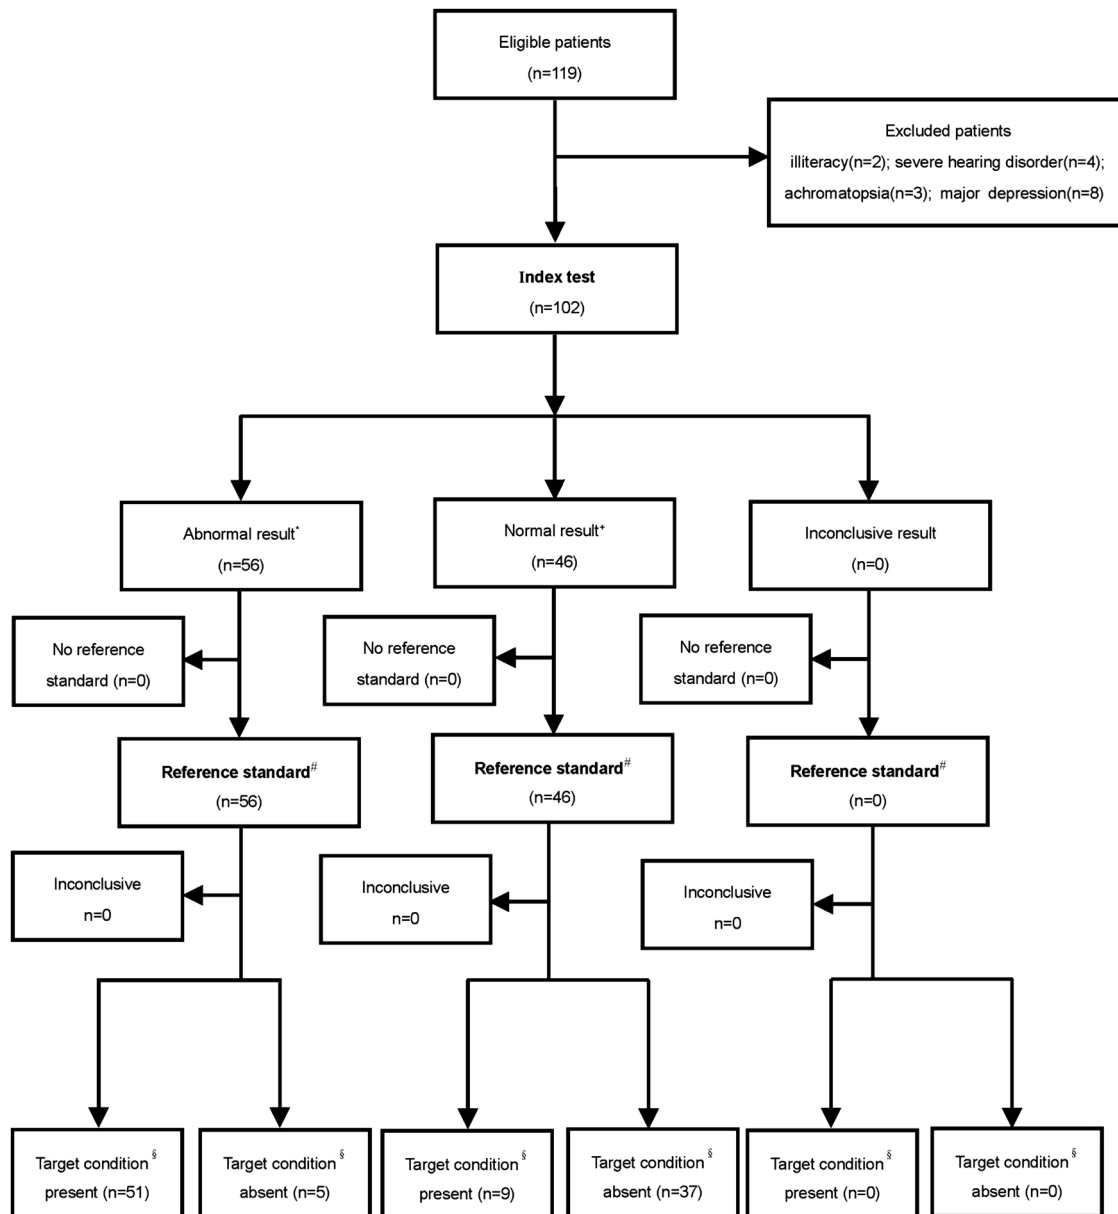 Eligible patients
(n=119)
Excluded patients
illiteracy(n=2); severe hearing disorder(n=4);
achromatopsia(n=3); major depression(n=8)
Index test
(n=102)
Abnormal result*
(n=56)
Normal result+
(n=46)
Inconclusive result
(n=0)
No reference
standard (n=0)
No reference
standard (n=0)
No reference
standard (n=0)
Reference standard#
(n=56)
Reference standard#
(n=46)
Reference standard#
(n=0)
Inconclusive
n=0
Inconclusive
n=0
Inconclusive
n=0
Target condition §
present (n=51)
Target condition §
absent (n=5)
Target condition §
present (n=9)
Target condition §
absent (n=37)
Target condition §
present (n=0)
Target condition §
absent (n=0)